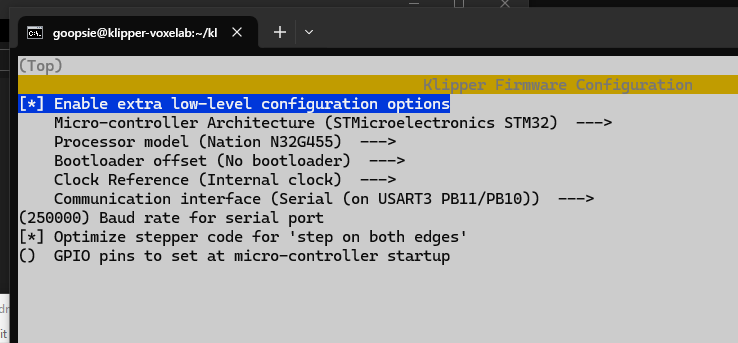 goopsie@klipper-voxelab:~/kl
(Top)
Klipper Firmware Configuration
[*] Enable extra low-level configuration options
Micro-controller Architecture (STMicroelectronics STM32) --->
Processor model (Nation N32G455) --->
Bootloader offset (No bootloader) --->
Clock Reference (Internal clock) --->
Communication interface (Serial (on USART3 PB11/PB10)) --->
(250000) Baud rate for serial port
[*] Optimize stepper code for 'step on both edges'
() GPIO pins to set at micro-controller startup
dr
it